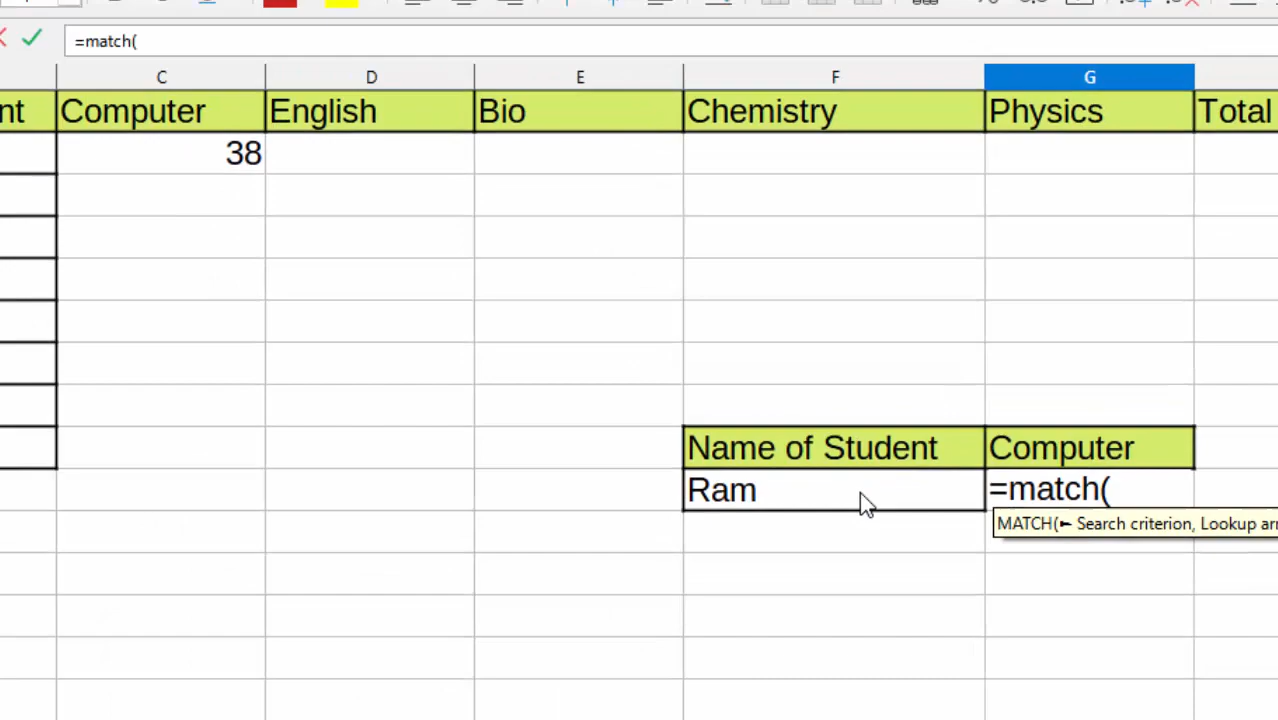 =match(
C D E F G
nt Computer English Bio Chemistry Physics Total
38
Name of Student Computer
Ram =match(
MATCH(► Search criterion, Lookup arr